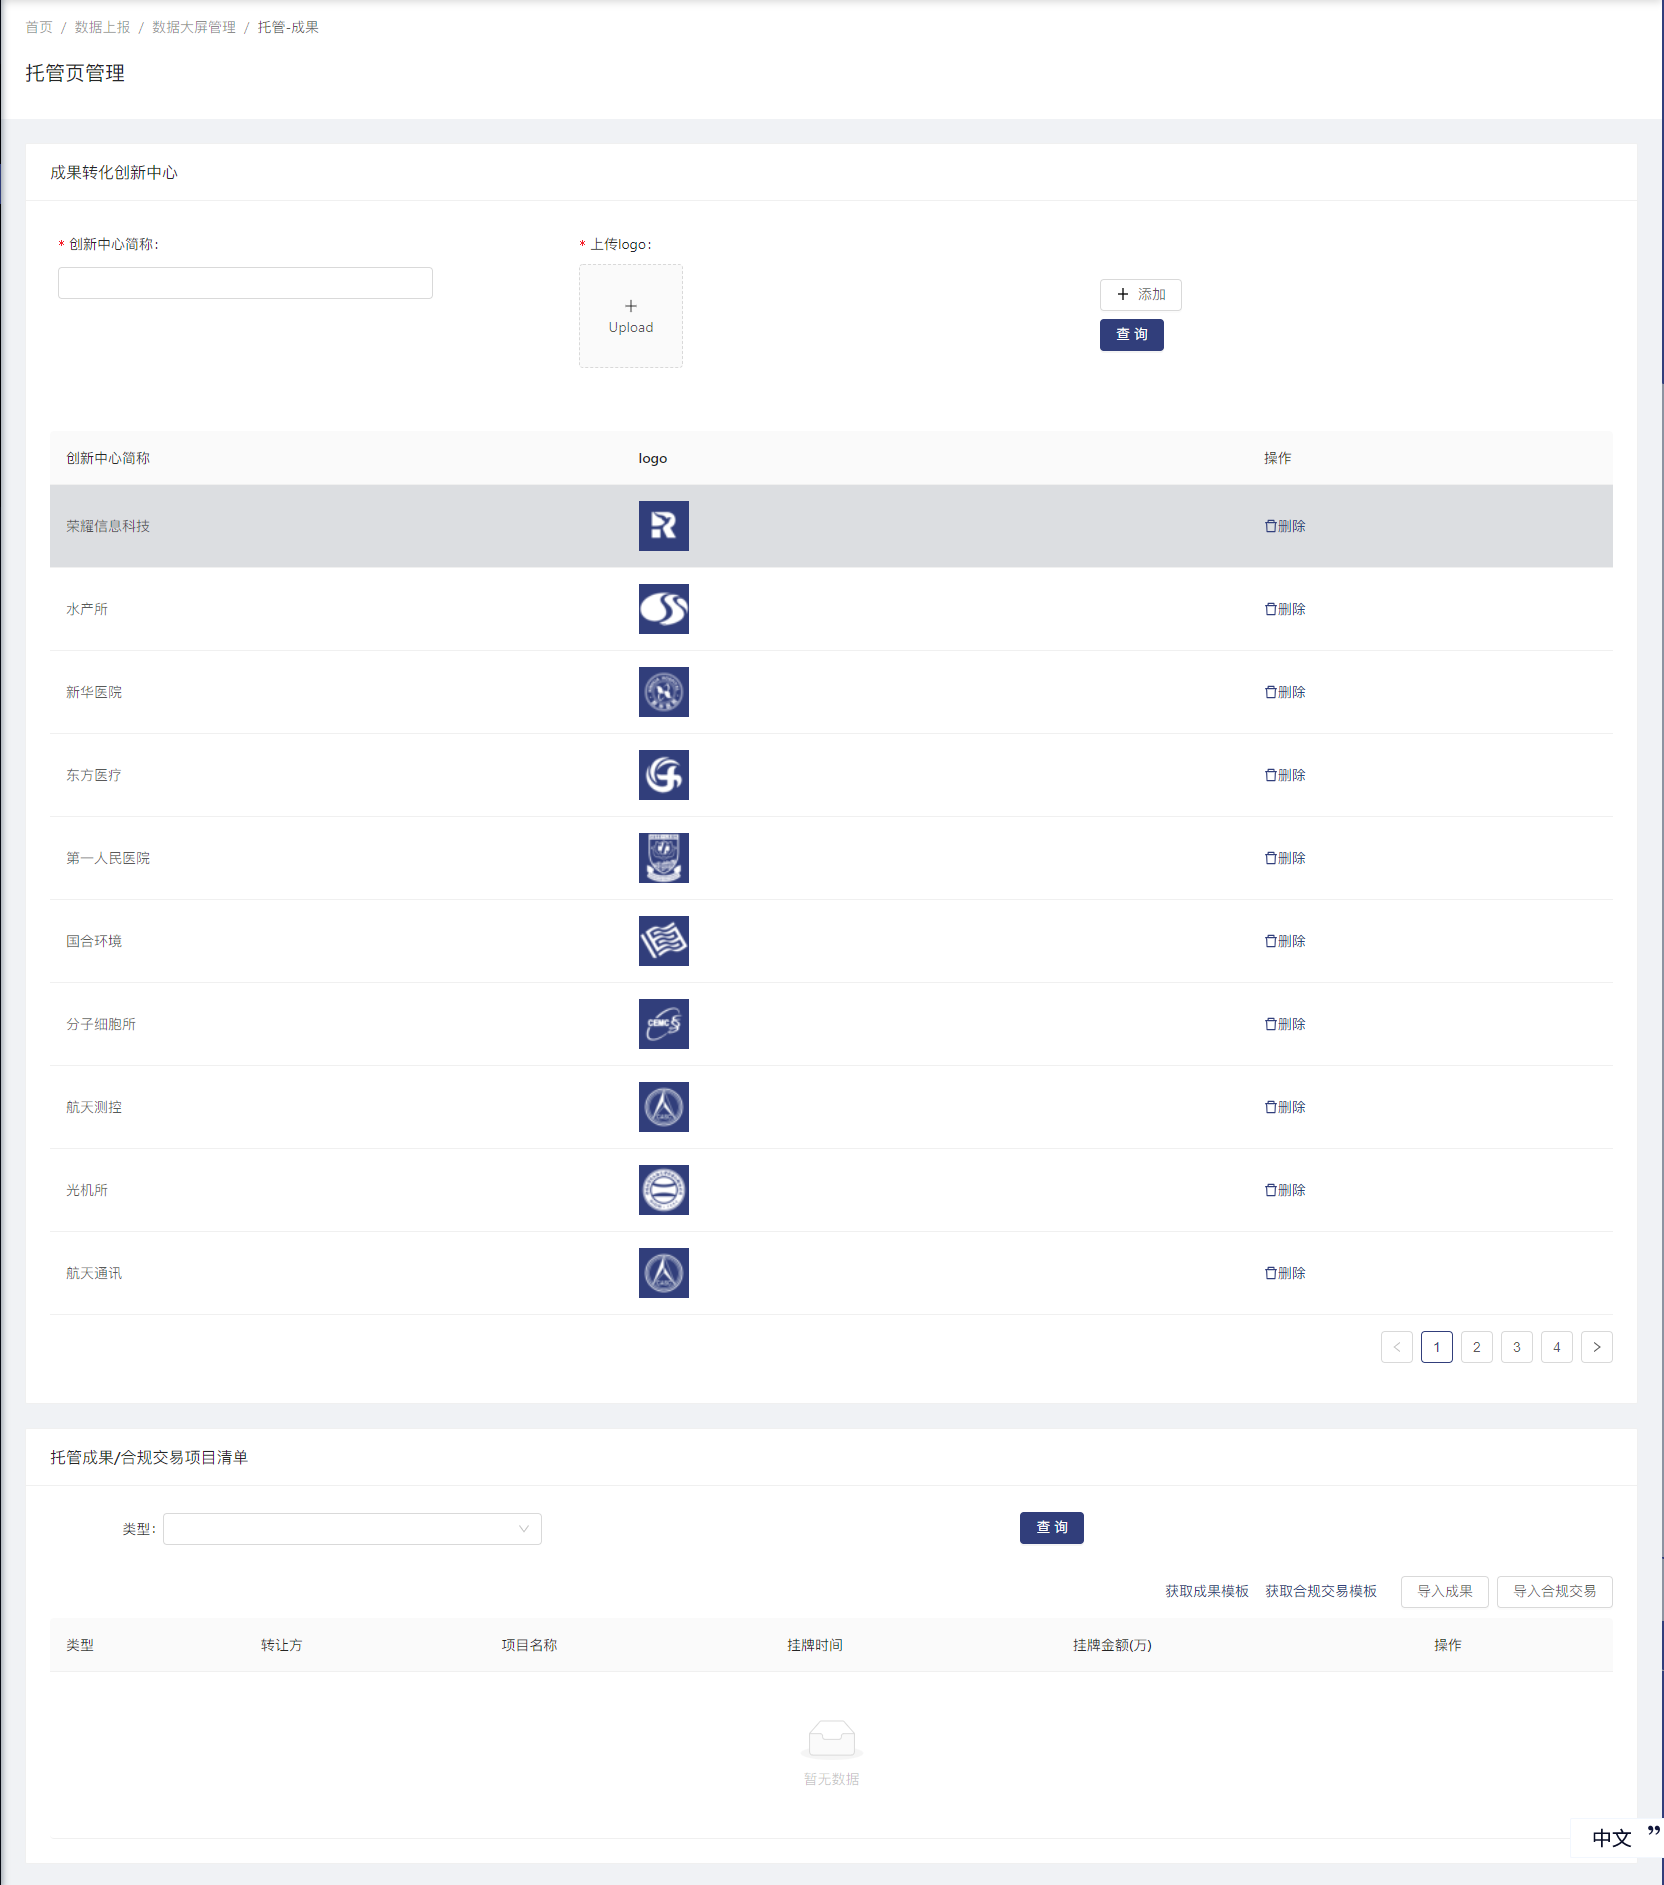 首页 / 数据上报 / 数据大屏管理 / 托管-成果
托管页管理
成果转化创新中心
* 创新中心简称:
* 上传logo:
Upload
添加
查 询
创新中心简称 logo 操作
荣耀信息科技 删除
水产所 删除
新华医院 删除
东方医疗 删除
第一人民医院 删除
国合环境 删除
分子细胞所 CEMCS 删除
航天测控 删除
光机所 删除
航天通讯 删除
< 1 2 3 4 >
托管成果/合规交易项目清单
类型:
查 询
获取成果模板 获取合规交易模板 导入成果 导入合规交易
类型 转让方 项目名称 挂牌时间 挂牌金额(万) 操作
暂无数据
中文 ”